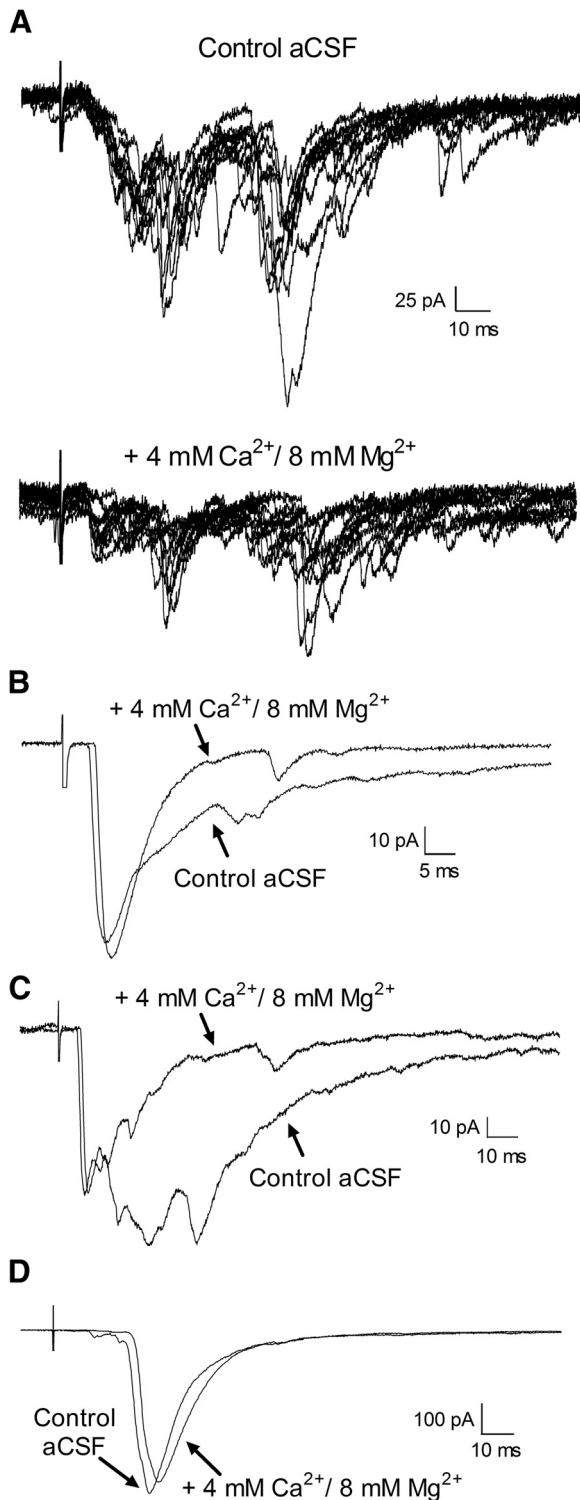 A
Control aCSF
25 pA
10 ms
+ 4 mM Ca²⁺/ 8 mM Mg²⁺
B
+ 4 mM Ca²⁺/ 8 mM Mg²⁺
10 pA
5 ms
Control aCSF
C
+ 4 mM Ca²⁺/ 8 mM Mg²⁺
10 pA
10 ms
Control aCSF
D
Control
aCSF
100 pA
10 ms
+ 4 mM Ca²⁺/ 8 mM Mg²⁺